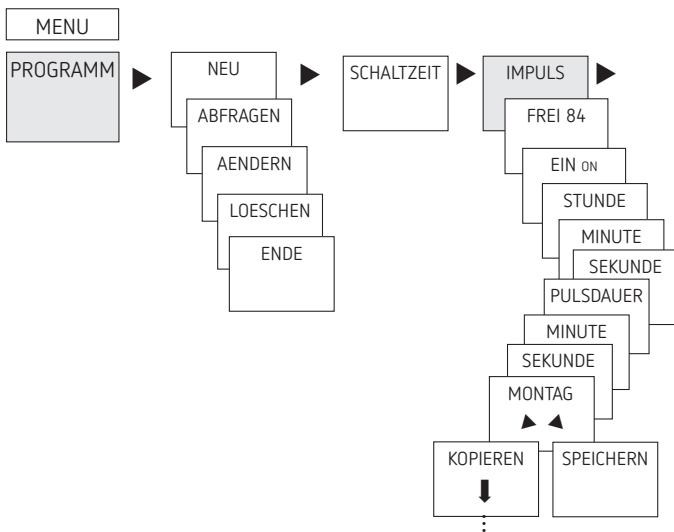 MENU
PROGRAMM
NEU
ABFRAGEN
AENDERN
LOESCHEN
ENDE
SCHALTZEIT
IMPULS
FREI 84
EIN ON
STUNDE
MINUTE
SEKUNDE
PULSDAUER
MINUTE
SEKUNDE
MONTAG
KOPIEREN
SPEICHERN